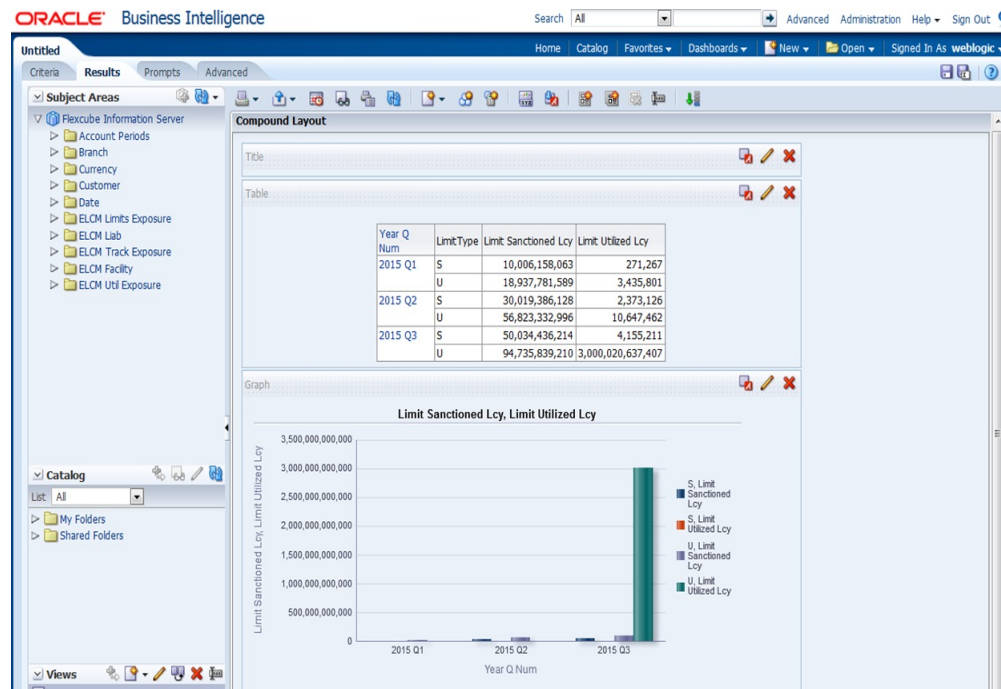 ORACLE Business Intelligence
Search All Advanced Administration Help Sign Out
Untitled
Home Catalog Favorites Dashboards New Open Signed In As weblogic
Criteria Results Prompts Advanced
Subject Areas
Flexcube Information Server
Account Periods
Branch
Currency
Customer
Date
ELCM Limits Exposure
ELCM Liab
ELCM Track Exposure
ELCM Facility
ELCM Util Exposure
Catalog
List All
My Folders
Shared Folders
Views
Compound Layout
Title
Table
Year Q Num LimitType Limit Sanctioned Lcy Limit Utilized Lcy
2015 Q1 S 10,006,158,063 271,267
U 18,937,781,589 3,435,801
2015 Q2 S 30,019,386,128 2,373,126
U 56,823,332,996 10,647,462
2015 Q3 S 50,034,436,214 4,155,211
U 94,735,839,210 3,000,020,637,407
Graph
Limit Sanctioned Lcy, Limit Utilized Lcy
Limit Sanctioned Lcy, Limit Utilized Lcy
3,500,000,000,000
3,000,000,000,000
2,500,000,000,000
2,000,000,000,000
1,500,000,000,000
1,000,000,000,000
500,000,000,000
0
2015 Q1 2015 Q2 2015 Q3
Year Q Num
S, Limit
Sanctioned
Lcy
S, Limit
Utilized Lcy
U, Limit
Sanctioned
Lcy
U, Limit
Utilized Lcy